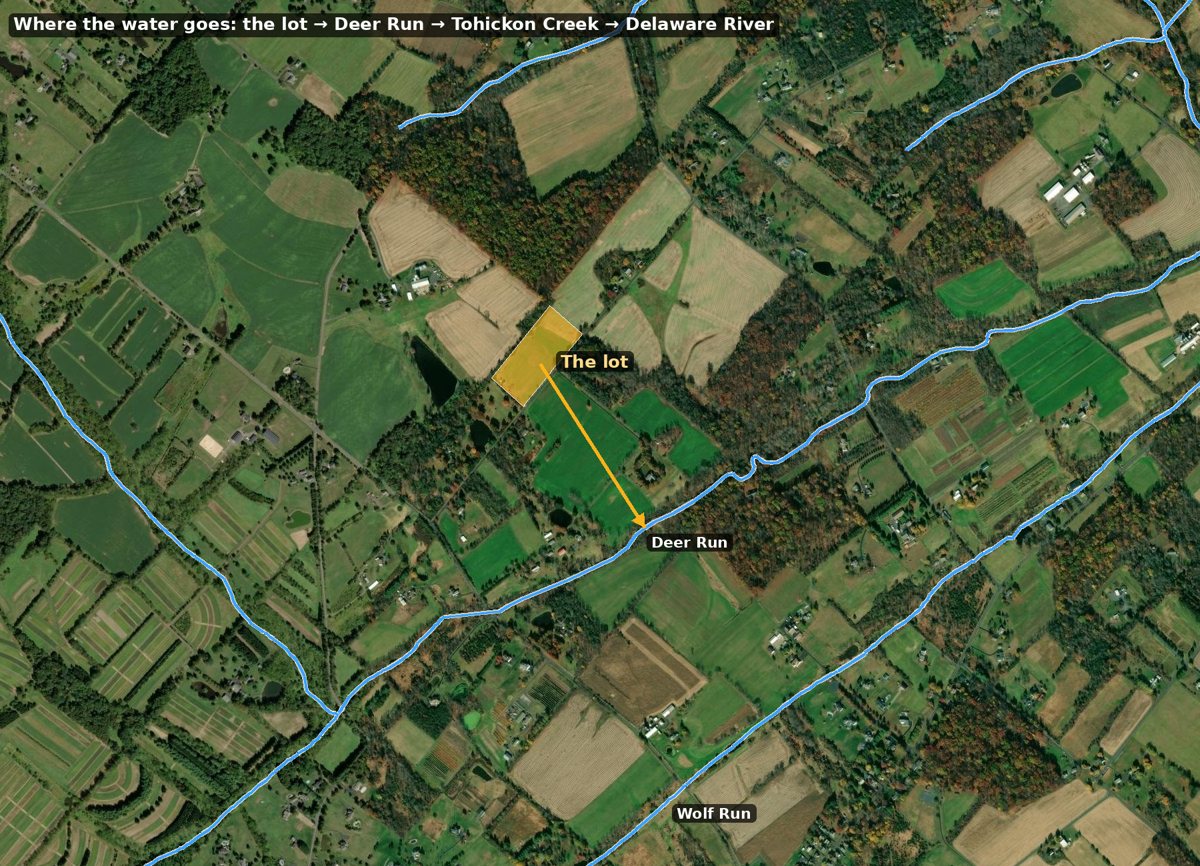 Where the water goes: the lot → Deer Run → Tohickon Creek → Delaware River
The lot
Deer Run
Wolf Run